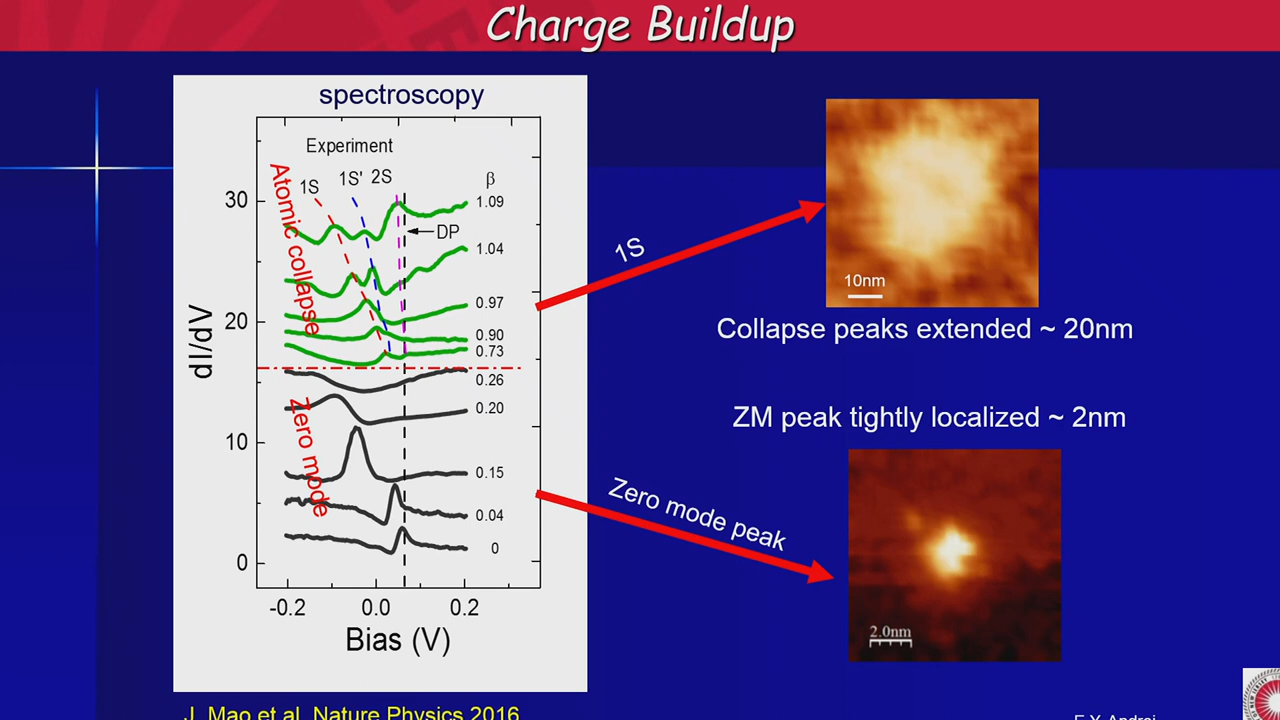 Charge Buildup
spectroscopy
Experiment
1S
1S'
2S
β
30
20
10
0
1.09
DP
1.04
0.97
0.90
0.73
0.26
0.20
0.15
0.04
0
Atomic collapse
Zero mode
dI/dV
-0.2
0.0
0.2
Bias (V)
J. Mao et al, Nature Physics 2016
1S
10nm
Collapse peaks extended ~ 20nm
ZM peak tightly localized ~ 2nm
Zero mode peak
2.0nm
E.Y. Andrei